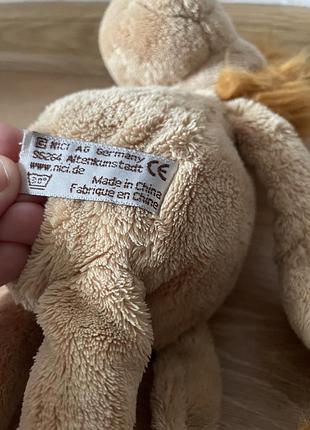 © Nici AG Germany
96264 Altenkunstadt
www.nici.de
CE
30°
Made in China
Fabriqué en Chine